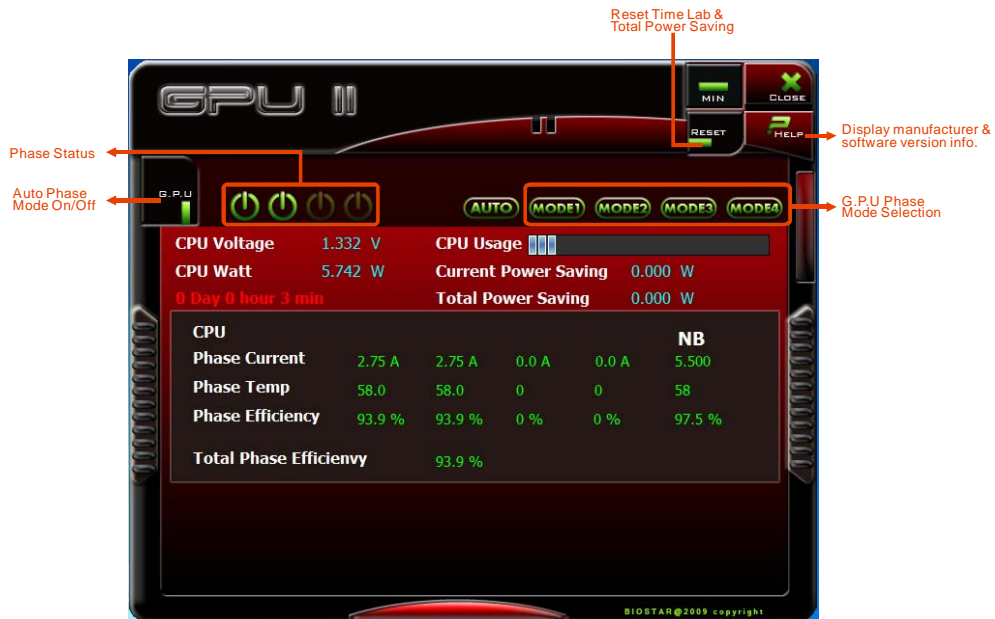 Reset Time Lab &
Total Power Saving
GPU II
MIN
CLOSE
RESET
HELP
Display manufacturer &
software version info.
Phase Status
Auto Phase
Mode On/Off
G.P.U
AUTO MODE1 MODE2 MODE3 MODE4
G.P.U Phase
Mode Selection
CPU Voltage 1.332 V CPU Usage
CPU Watt 5.742 W Current Power Saving 0.000 W
0 Day 0 hour 3 min Total Power Saving 0.000 W
CPU NB
Phase Current 2.75 A 2.75 A 0.0 A 0.0 A 5.500
Phase Temp 58.0 58.0 0 0 58
Phase Efficiency 93.9 % 93.9 % 0 % 0 % 97.5 %
Total Phase Efficienvy 93.9 %
BIOSTAR@2009 copyright